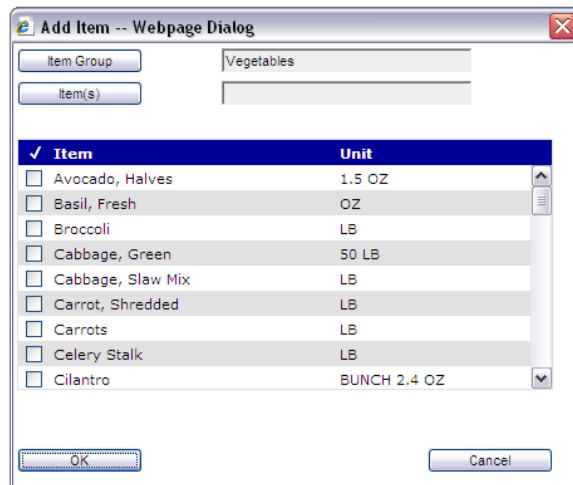 Add Item -- Webpage Dialog
Item Group Vegetables
Item(s)
✓ Item Unit
Avocado, Halves 1.5 OZ
Basil, Fresh OZ
Broccoli LB
Cabbage, Green 50 LB
Cabbage, Slaw Mix LB
Carrot, Shredded LB
Carrots LB
Celery Stalk LB
Cilantro BUNCH 2.4 OZ
OK Cancel